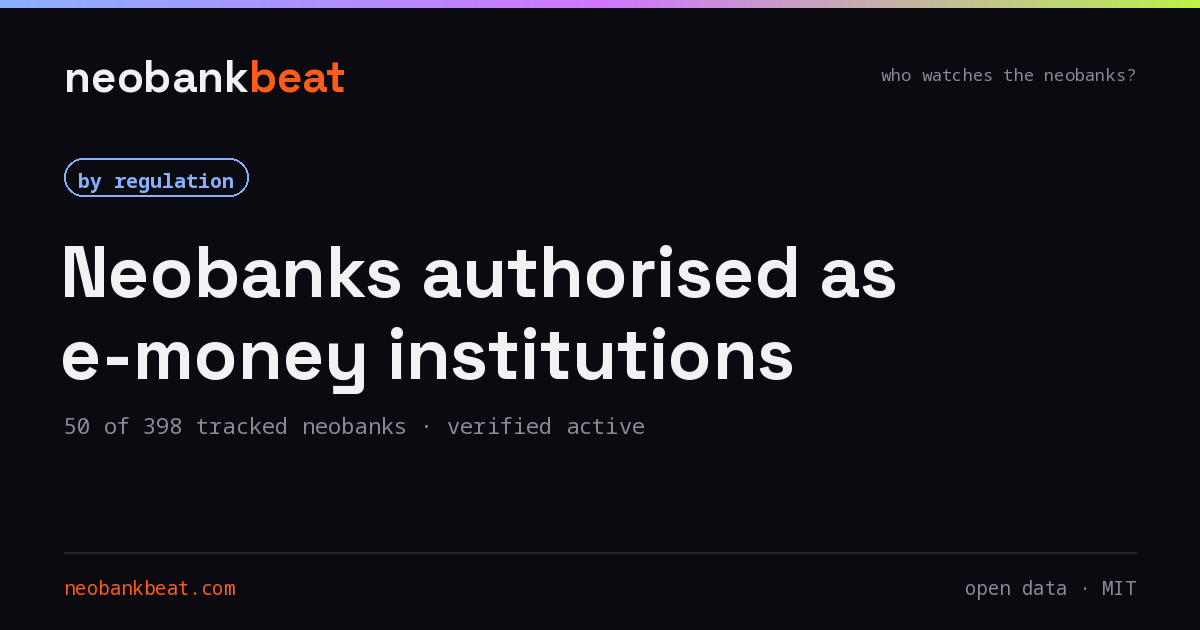 neobankbeat
who watches the neobanks?
by regulation
Neobanks authorised as
e-money institutions
50 of 398 tracked neobanks · verified active
neobankbeat.com
open data · MIT